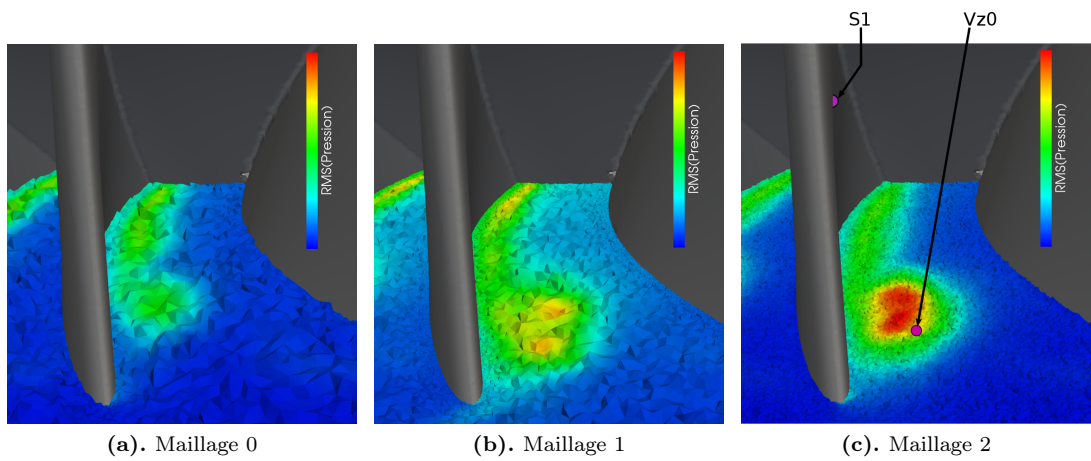 S1 Vz0
RMS(Pression)
RMS(Pression)
RMS(Pression)
(a). Maillage 0
(b). Maillage 1
(c). Maillage 2